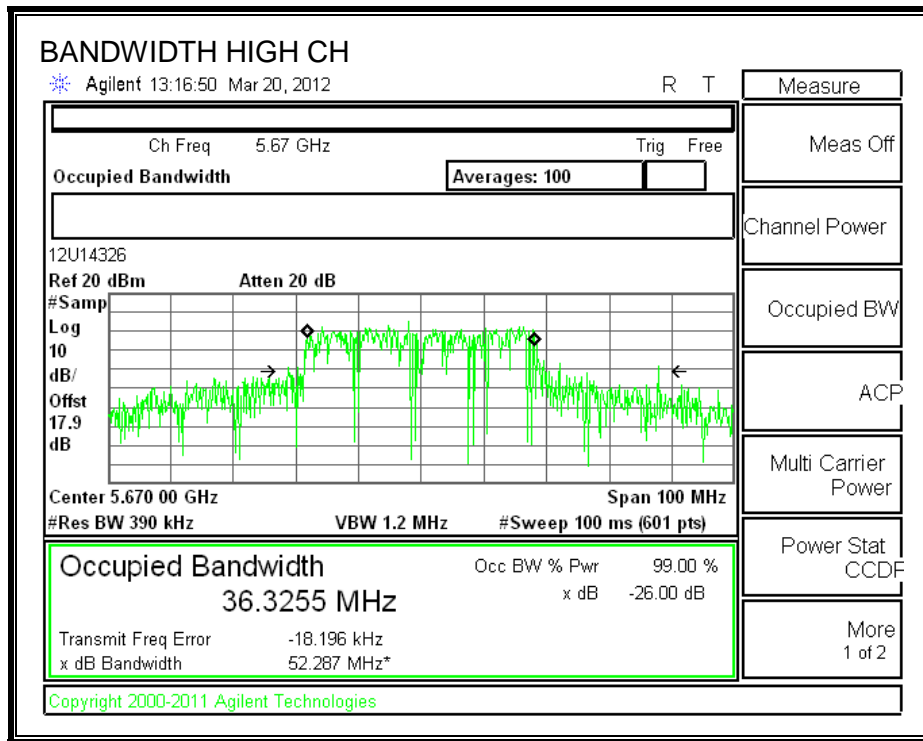 BANDWIDTH HIGH CH
Agilent 13:16:50 Mar 20, 2012 R T
Measure
Ch Freq 5.67 GHz Trig Free
Meas Off
Occupied Bandwidth Averages: 100
Channel Power
12U14326
Ref 20 dBm Atten 20 dB
#Samp
Log
10
dB/
Offst
17.9
dB
Occupied BW
ACP
Multi Carrier
Power
Center 5.670 00 GHz Span 100 MHz
#Res BW 390 kHz VBW 1.2 MHz #Sweep 100 ms (601 pts)
Power Stat
CCDF
Occupied Bandwidth Occ BW % Pwr 99.00 %
36.3255 MHz x dB -26.00 dB
Transmit Freq Error -18.196 kHz
x dB Bandwidth 52.287 MHz*
More
1 of 2
Copyright 2000-2011 Agilent Technologies